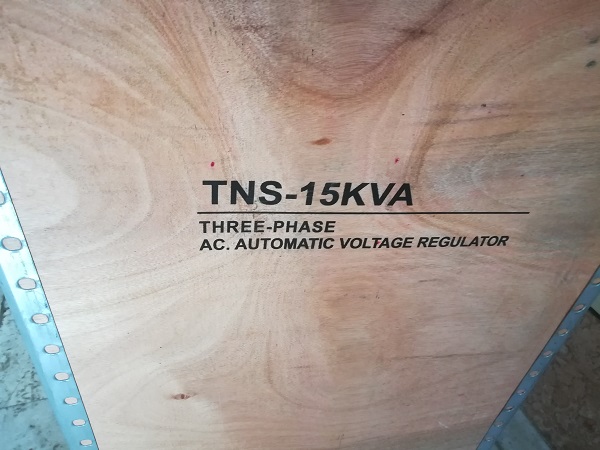 TNS-15KVA
THREE-PHASE
AC. AUTOMATIC VOLTAGE REGULATOR